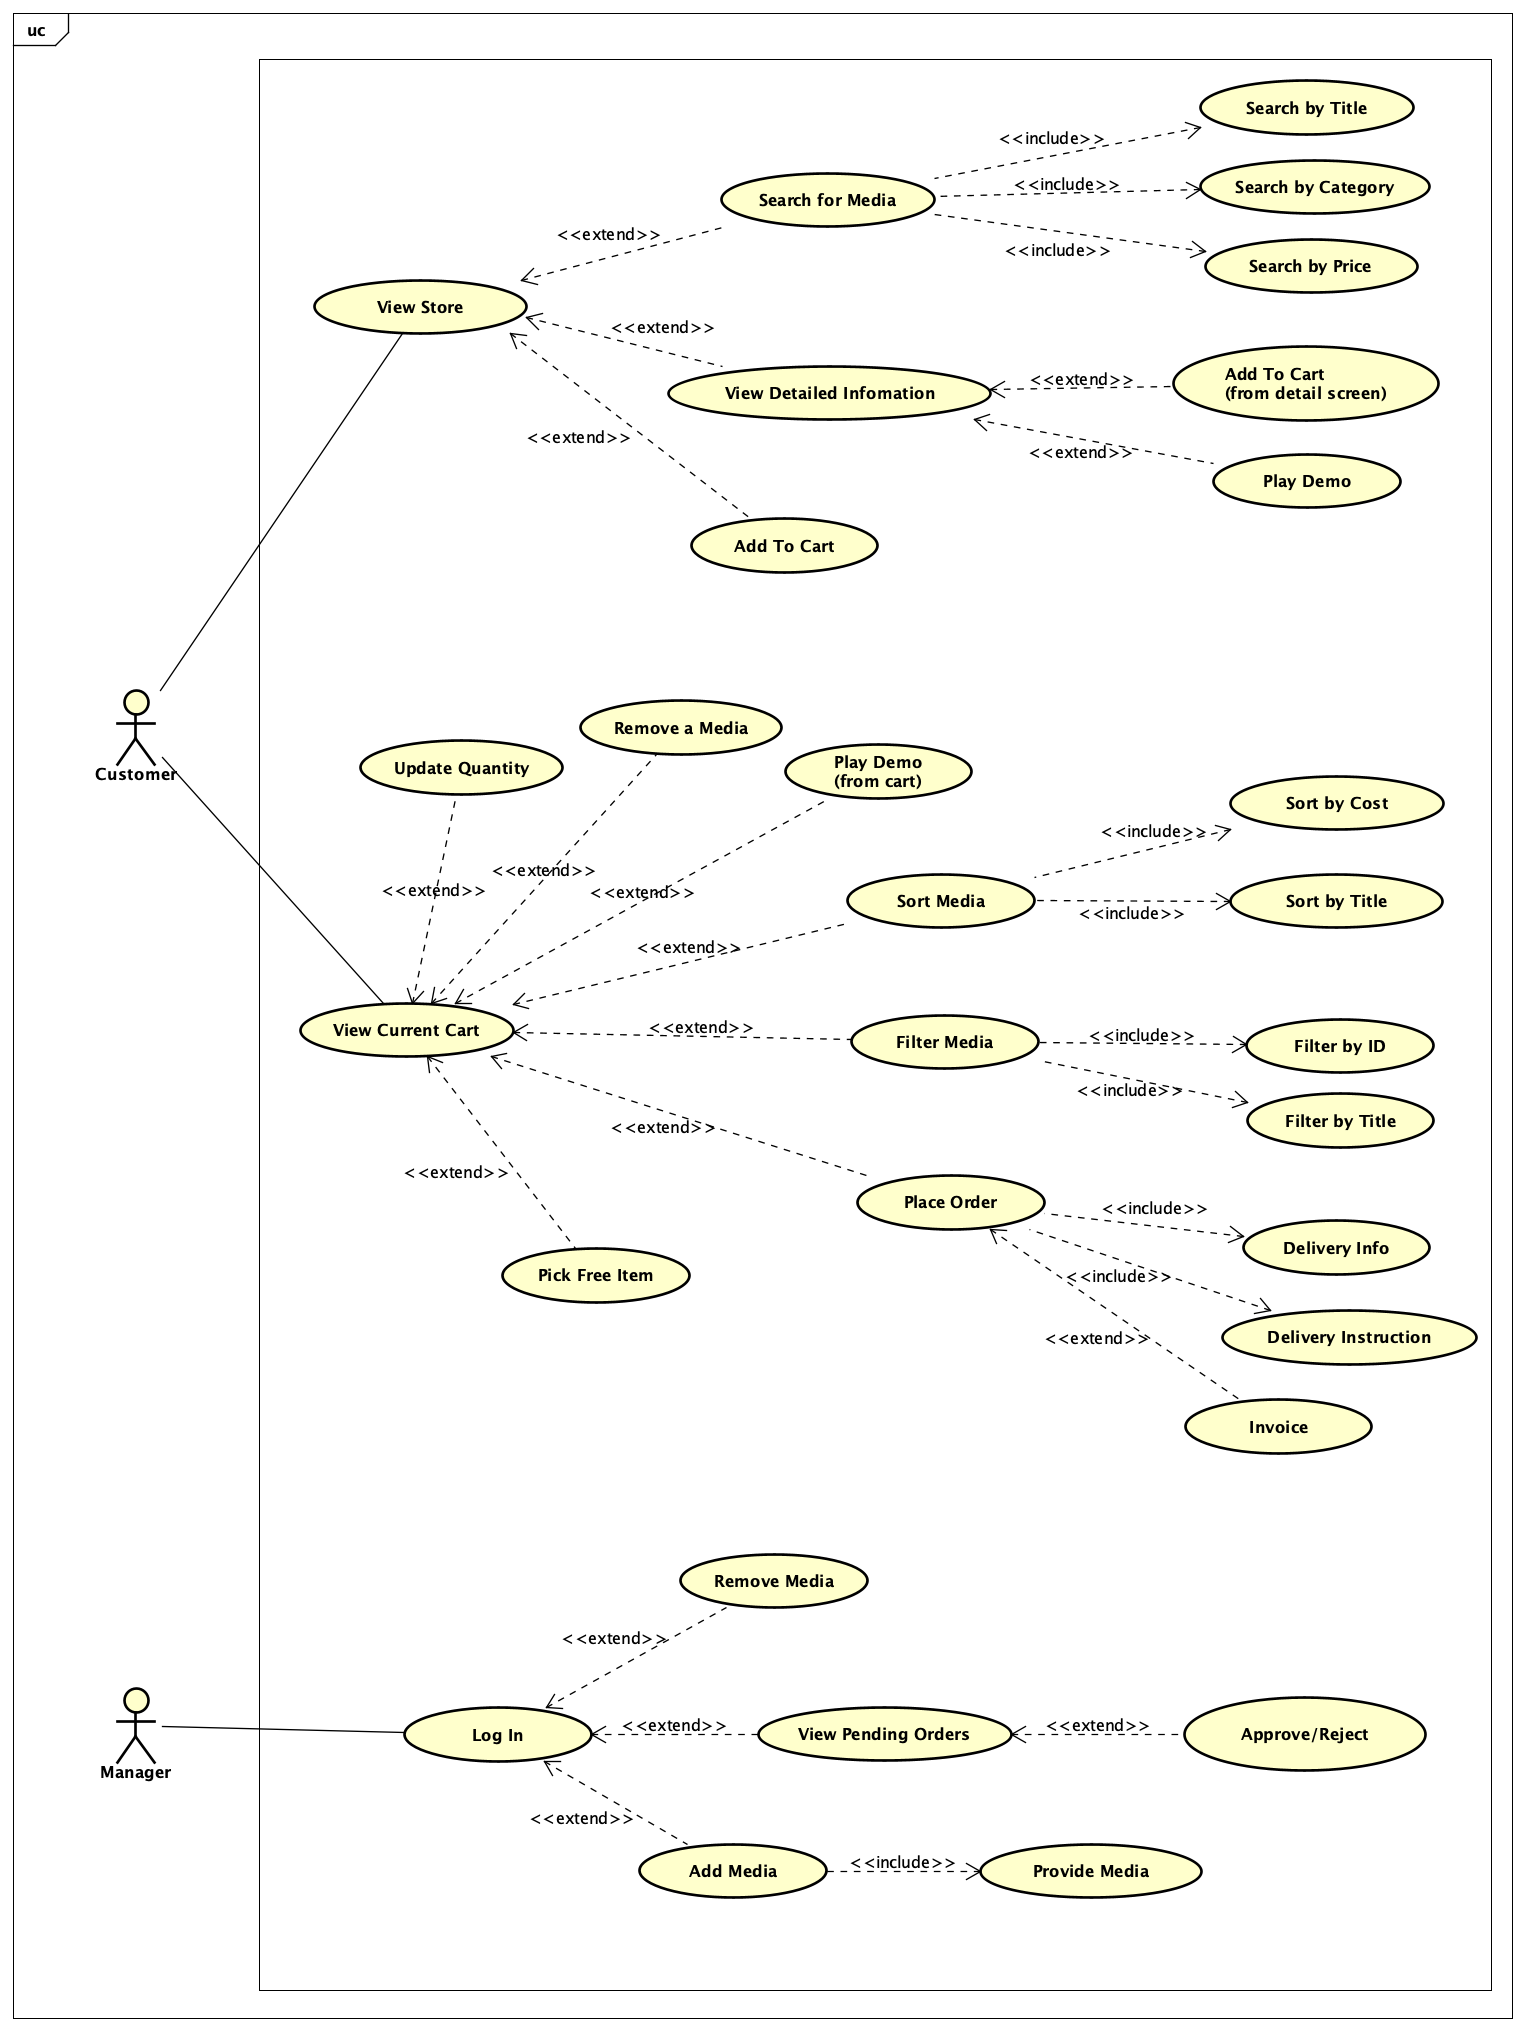 uc
Search by Title
<<include>>
Search by Category
<<include>>
Search for Media
<<extend>>
<<include>>
Search by Price
View Store
<<extend>>
Add To Cart
(from detail screen)
<<extend>>
View Detailed Infomation
<<extend>>
<<extend>>
Play Demo
Add To Cart
Customer
Remove a Media
Update Quantity
Play Demo
(from cart)
Sort by Cost
<<include>>
<<extend>>
<<extend>>
<<extend>>
Sort Media
Sort by Title
<<include>>
<<extend>>
View Current Cart
<<extend>>
Filter Media
<<include>>
Filter by ID
<<include>>
Filter by Title
<<extend>>
<<extend>>
Place Order
<<include>>
Delivery Info
Pick Free Item
<<include>>
Delivery Instruction
<<extend>>
Invoice
Remove Media
<<extend>>
Manager
Log In
<<extend>>
View Pending Orders
<<extend>>
Approve/Reject
<<extend>>
Add Media
<<include>>
Provide Media